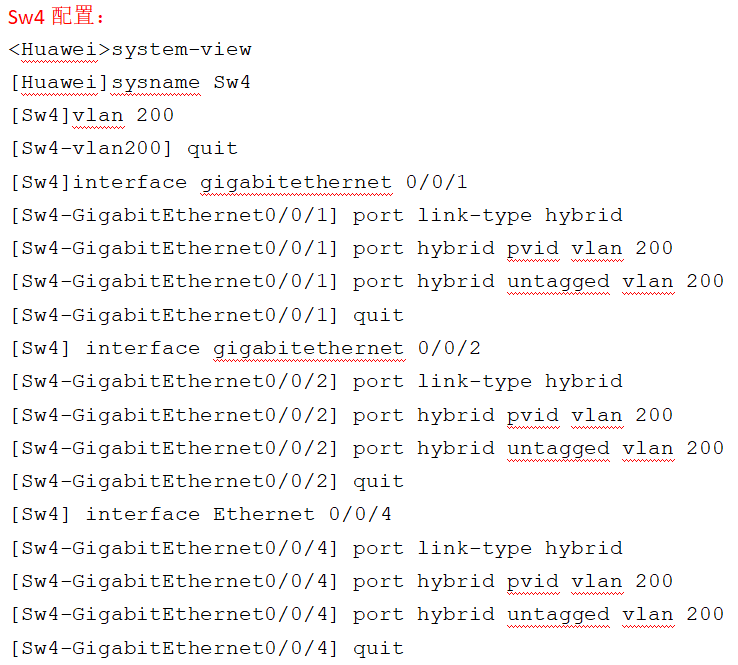 Sw4 配置：
<Huawei>system-view
[Huawei]sysname Sw4
[Sw4]vlan 200
[Sw4-vlan200] quit
[Sw4]interface gigabitethernet 0/0/1
[Sw4-GigabitEthernet0/0/1] port link-type hybrid
[Sw4-GigabitEthernet0/0/1] port hybrid pvid vlan 200
[Sw4-GigabitEthernet0/0/1] port hybrid untagged vlan 200
[Sw4-GigabitEthernet0/0/1] quit
[Sw4] interface gigabitethernet 0/0/2
[Sw4-GigabitEthernet0/0/2] port link-type hybrid
[Sw4-GigabitEthernet0/0/2] port hybrid pvid vlan 200
[Sw4-GigabitEthernet0/0/2] port hybrid untagged vlan 200
[Sw4-GigabitEthernet0/0/2] quit
[Sw4] interface Ethernet 0/0/4
[Sw4-GigabitEthernet0/0/4] port link-type hybrid
[Sw4-GigabitEthernet0/0/4] port hybrid pvid vlan 200
[Sw4-GigabitEthernet0/0/4] port hybrid untagged vlan 200
[Sw4-GigabitEthernet0/0/4] quit